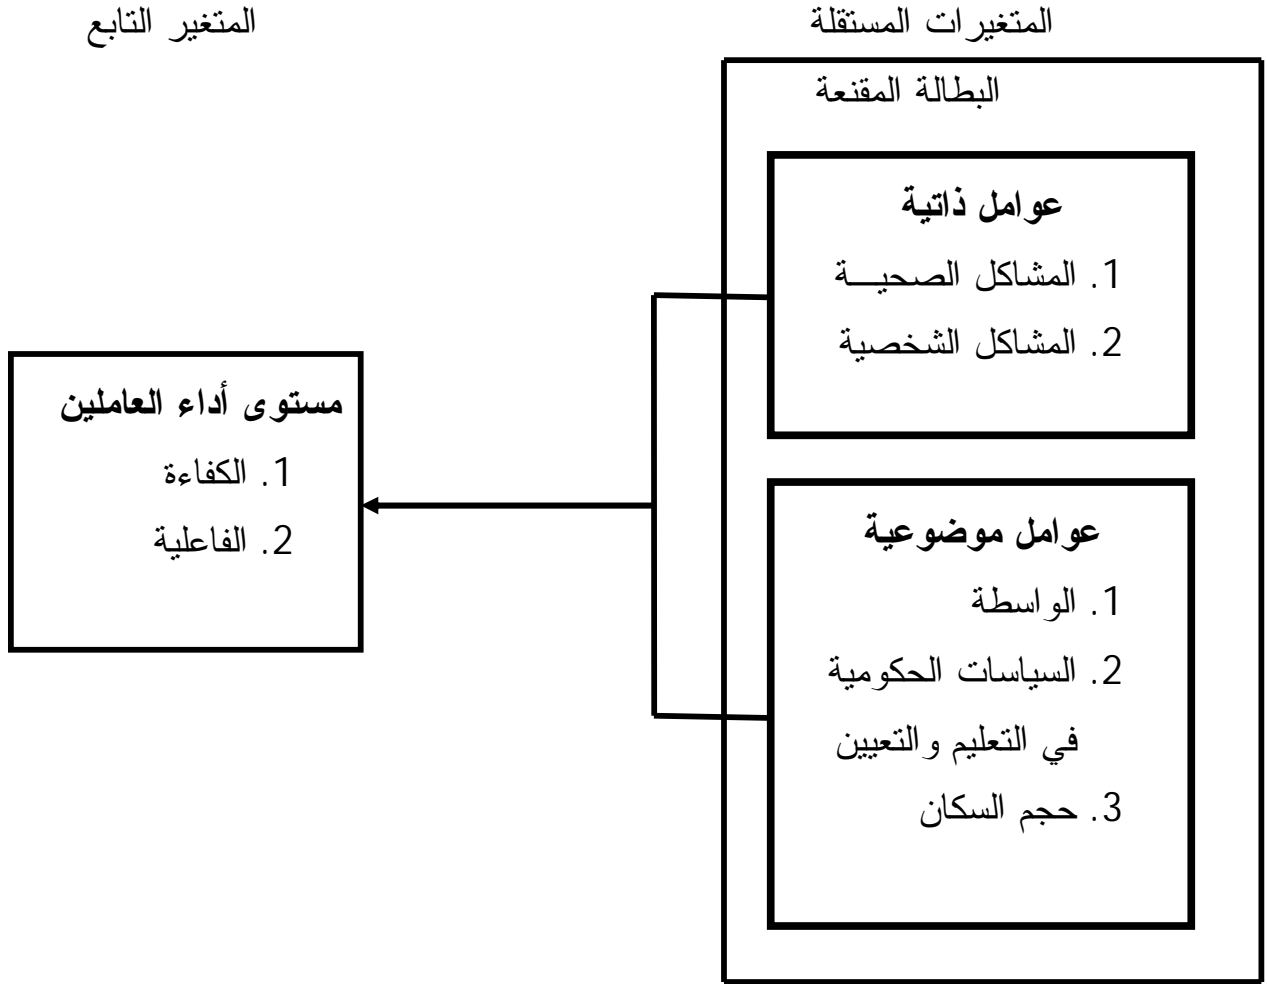 المتغيرات المستقلة
المتغير التابع
البطالة المقنعة
عوامل ذاتية
1. المشاكل الصحيـــة
2. المشاكل الشخصية
عوامل موضوعية
1. الواسطة
2. السياسات الحكومية
في التعليم والتعيين
3. حجم السكان
مستوى أداء العاملين
1. الكفاءة
2. الفاعلية